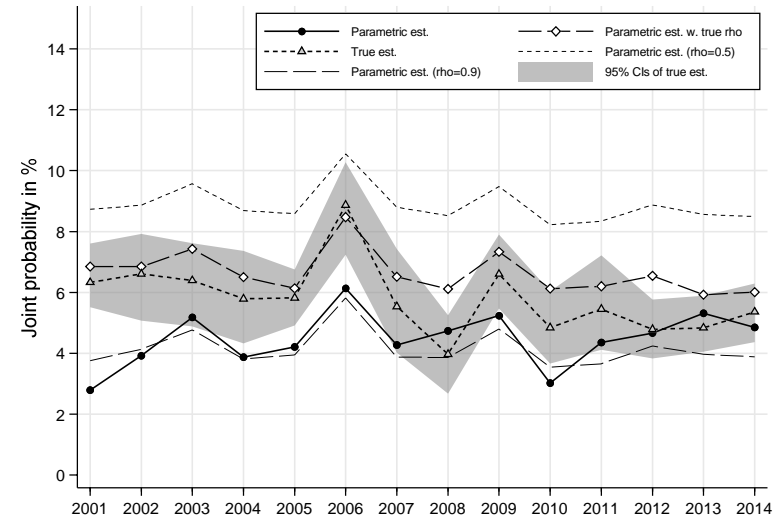 Parametric est.
Parametric est. w. true rho
True est.
Parametric est. (rho=0.5)
Parametric est. (rho=0.9)
95% CIs of true est.
Joint probability in %
14
12
10
8
6
4
2
0
2001 2002 2003 2004 2005 2006 2007 2008 2009 2010 2011 2012 2013 2014